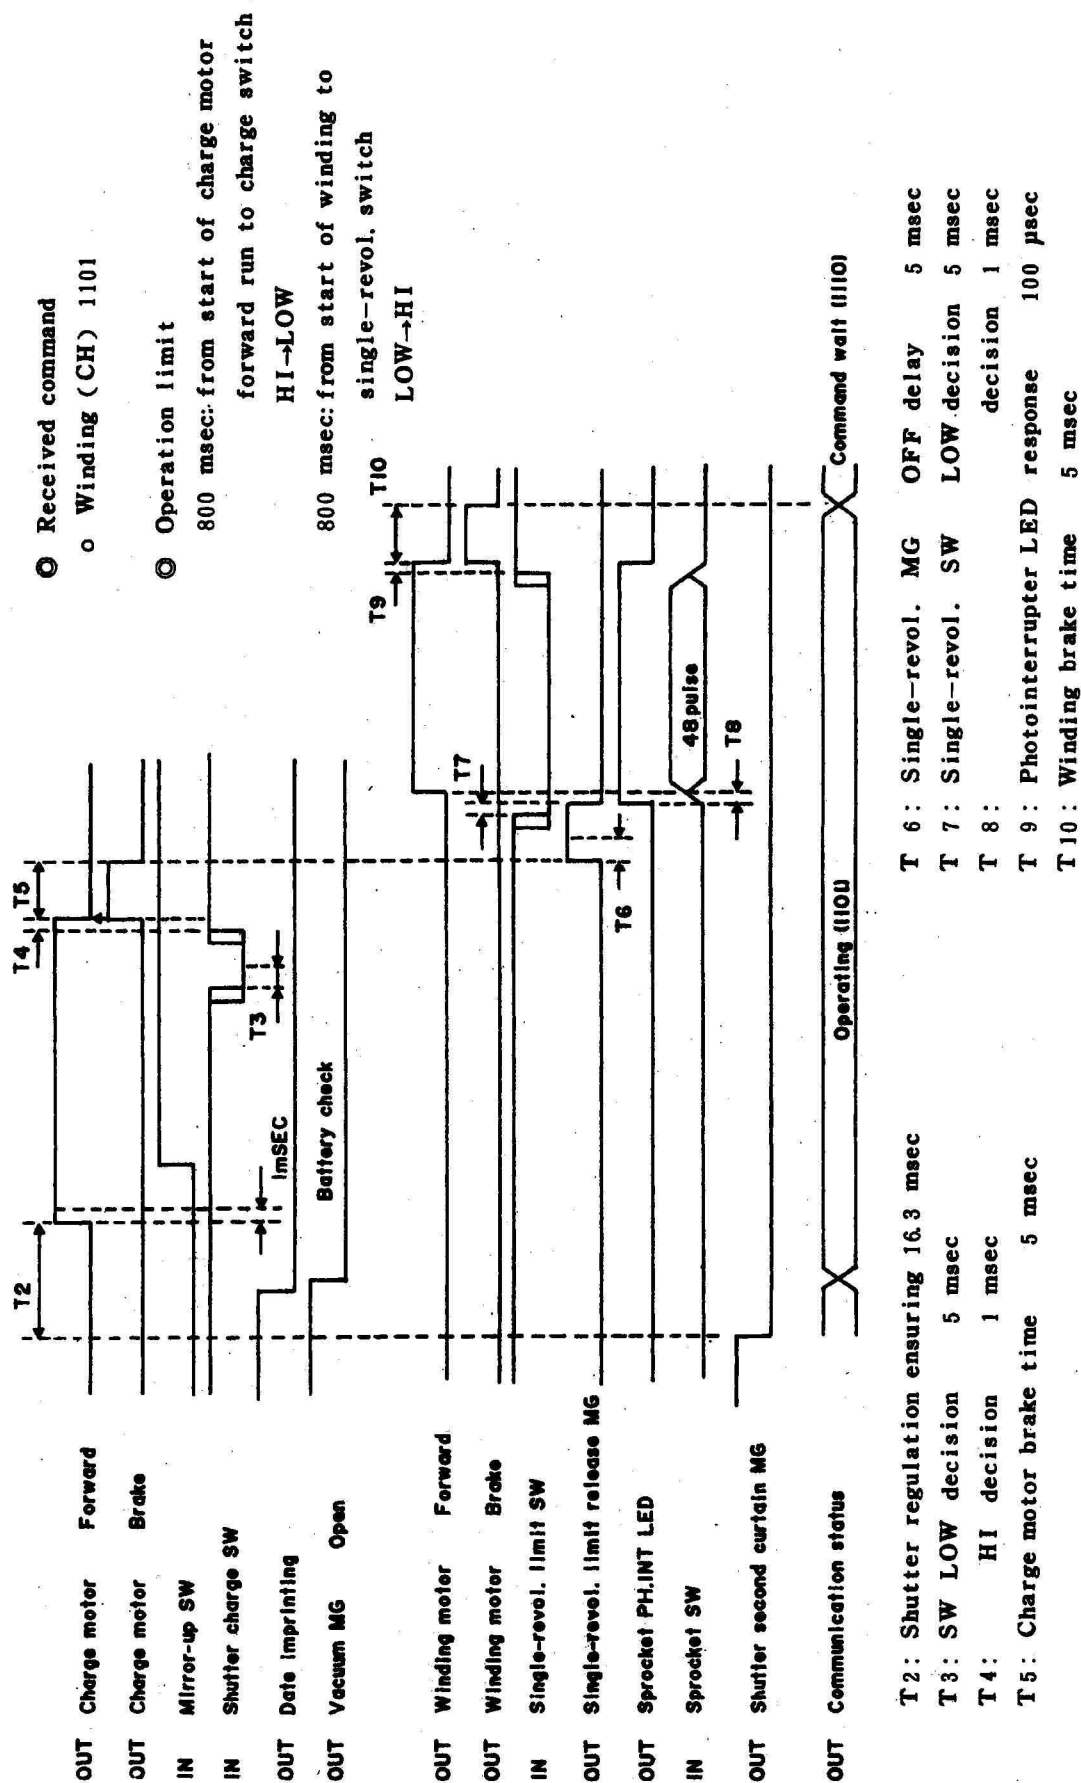 ◎ Received command
o Winding (CH) 1101
◎ Operation limit
800 msec: from start of charge motor
forward run to charge switch
HI→LOW
800 msec: from start of winding to
single-revol. switch
LOW→HI
T2
T4
T5
OUT Charge motor Forward
OUT Charge motor Brake
IN Mirror-up SW
IN Shutter charge SW
T3
1mSEC
OUT Date imprinting
Battery check
OUT Vacuum MG Open
T9
T10
OUT Winding motor Forward
T7
OUT Winding motor Brake
IN Single-revol. limit SW
OUT Single-revol. limit release MG
T6
OUT Sprocket PH.INT LED
48 pulse
IN Sprocket SW
T8
OUT Shutter second curtain MG
OUT Communication status
Operating (1101)
Command wait (1110)
T2: Shutter regulation ensuring 16.3 msec
T3: SW LOW decision 5 msec
T4: HI decision 1 msec
T5: Charge motor brake time 5 msec
T 6 : Single-revol. MG OFF delay 5 msec
T 7 : Single-revol. SW LOW decision 5 msec
T 8 : decision 1 msec
T 9 : Photointerrupter LED response 100 μsec
T 10 : Winding brake time 5 msec